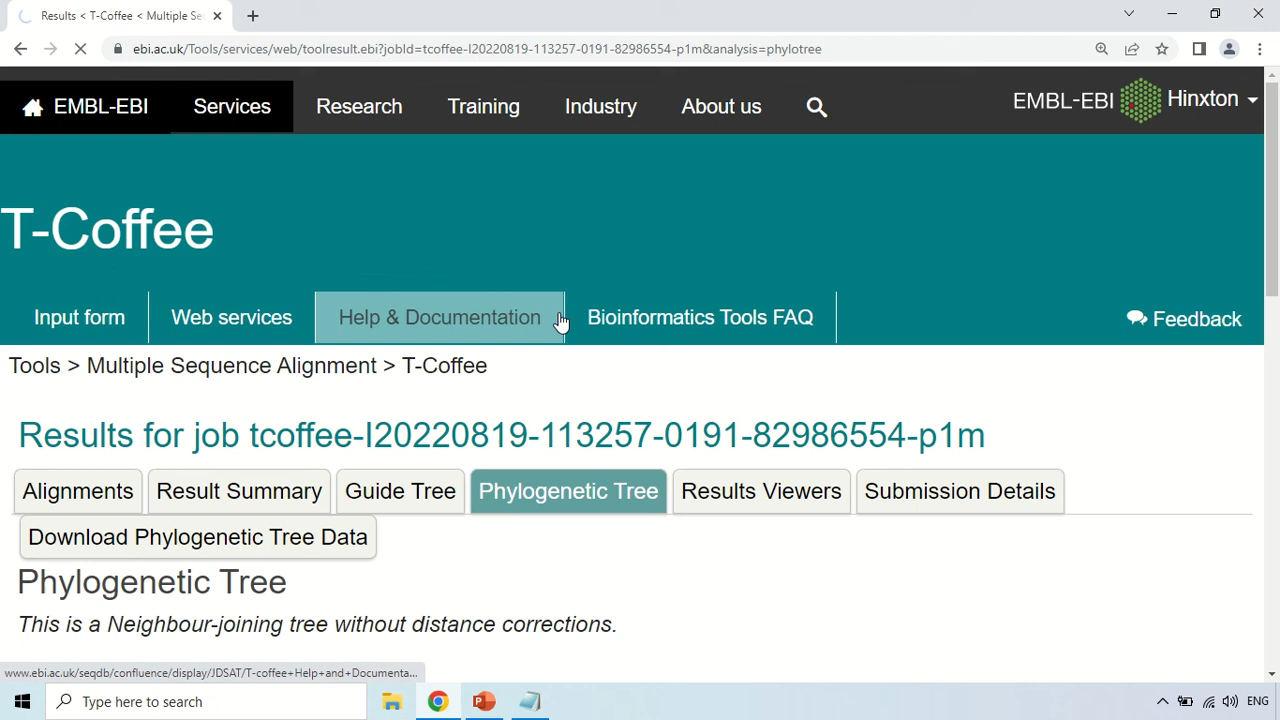 Results < T-Coffee < Multiple Se
ebi.ac.uk/Tools/services/web/toolresult.ebi?jobId=tcoffee-I20220819-113257-0191-82986554-p1m&analysis=phylotree
EMBL-EBI Services Research Training Industry About us EMBL-EBI Hinxton
T-Coffee
Input form Web services Help & Documentation Bioinformatics Tools FAQ Feedback
Tools > Multiple Sequence Alignment > T-Coffee
Results for job tcoffee-I20220819-113257-0191-82986554-p1m
Alignments Result Summary Guide Tree Phylogenetic Tree Results Viewers Submission Details
Download Phylogenetic Tree Data
Phylogenetic Tree
This is a Neighbour-joining tree without distance corrections.
www.ebi.ac.uk/seqdb/confluence/display/JDSAT/T-coffee+Help+and+Documenta...
Type here to search ENG